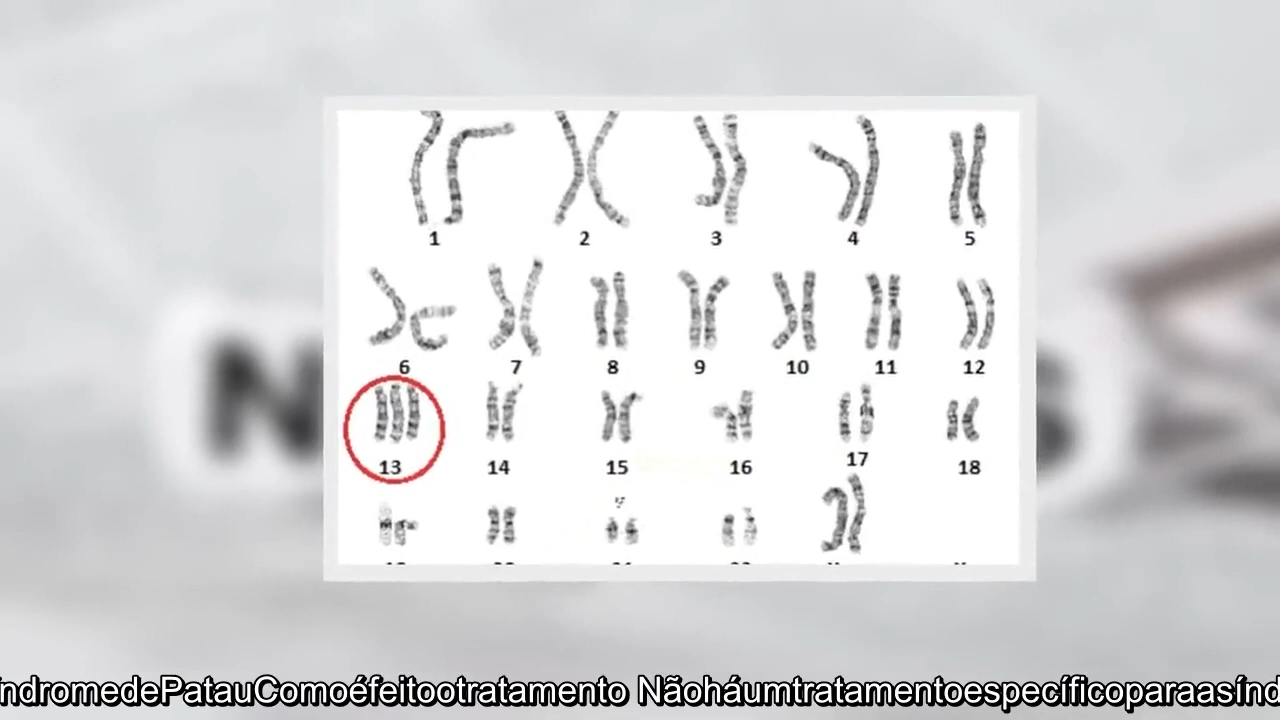 1 2 3 4 5
6 7 8 9 10 11 12
13 14 15 16 17 18
índromedePatauComoéfeitootratamento Nãoháumtratamentoespecíficoparaasínd